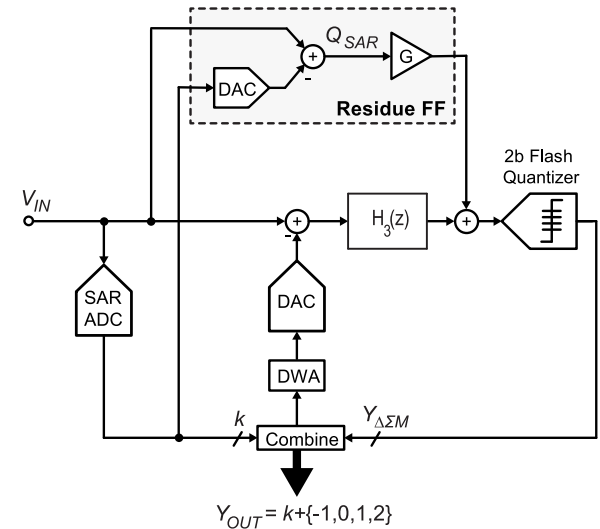 Q_SAR
G
+
-
DAC
Residue FF
2b Flash
Quantizer
V_IN
+
-
H_3(z)
+
SAR
ADC
DAC
DWA
k
Y_ΔΣM
Combine
Y_OUT = k+{-1,0,1,2}